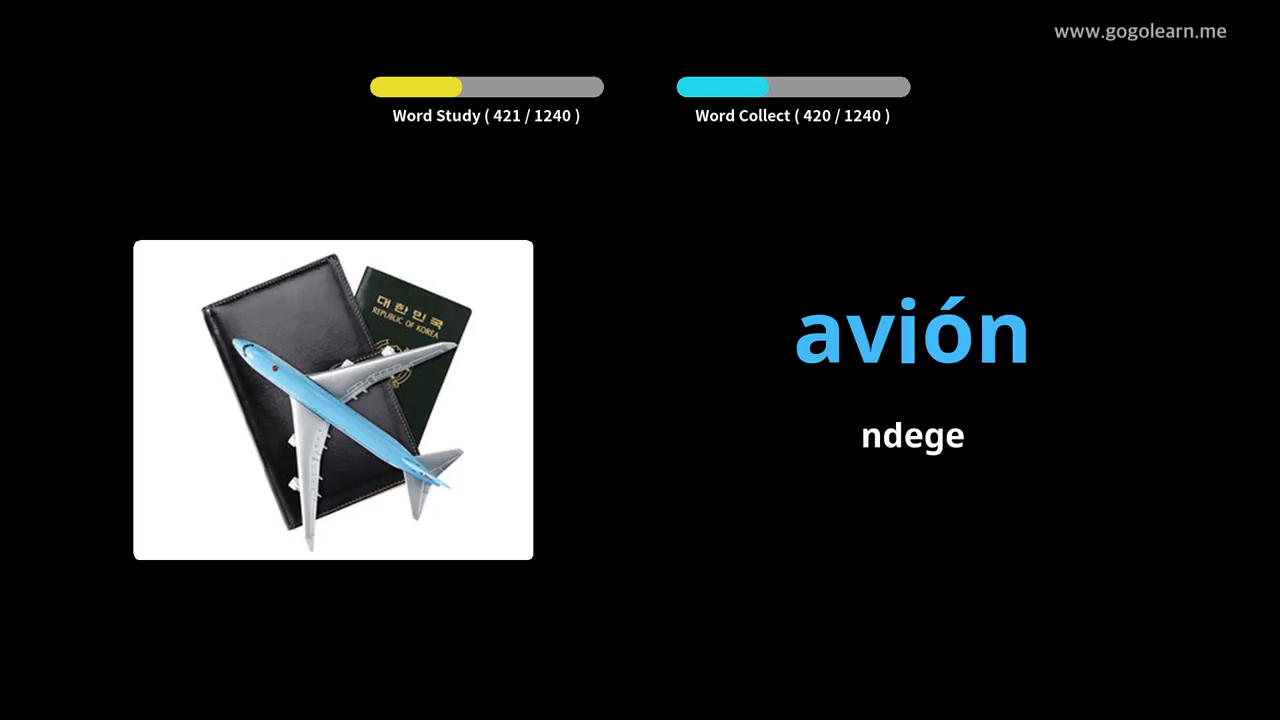 www.gogolearn.me
Word Study ( 421 / 1240 )
Word Collect ( 420 / 1240 )
대한민국
REPUBLIC OF KOREA
avión
ndege